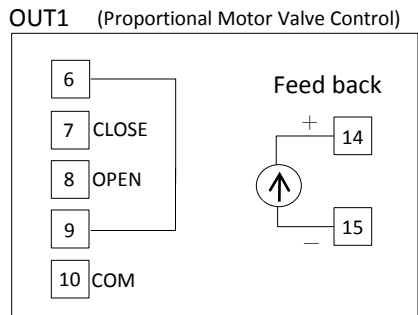 OUT1 (Proportional Motor Valve Control)
6
7 CLOSE
8 OPEN
9
10 COM
Feed back
+ 14
− 15